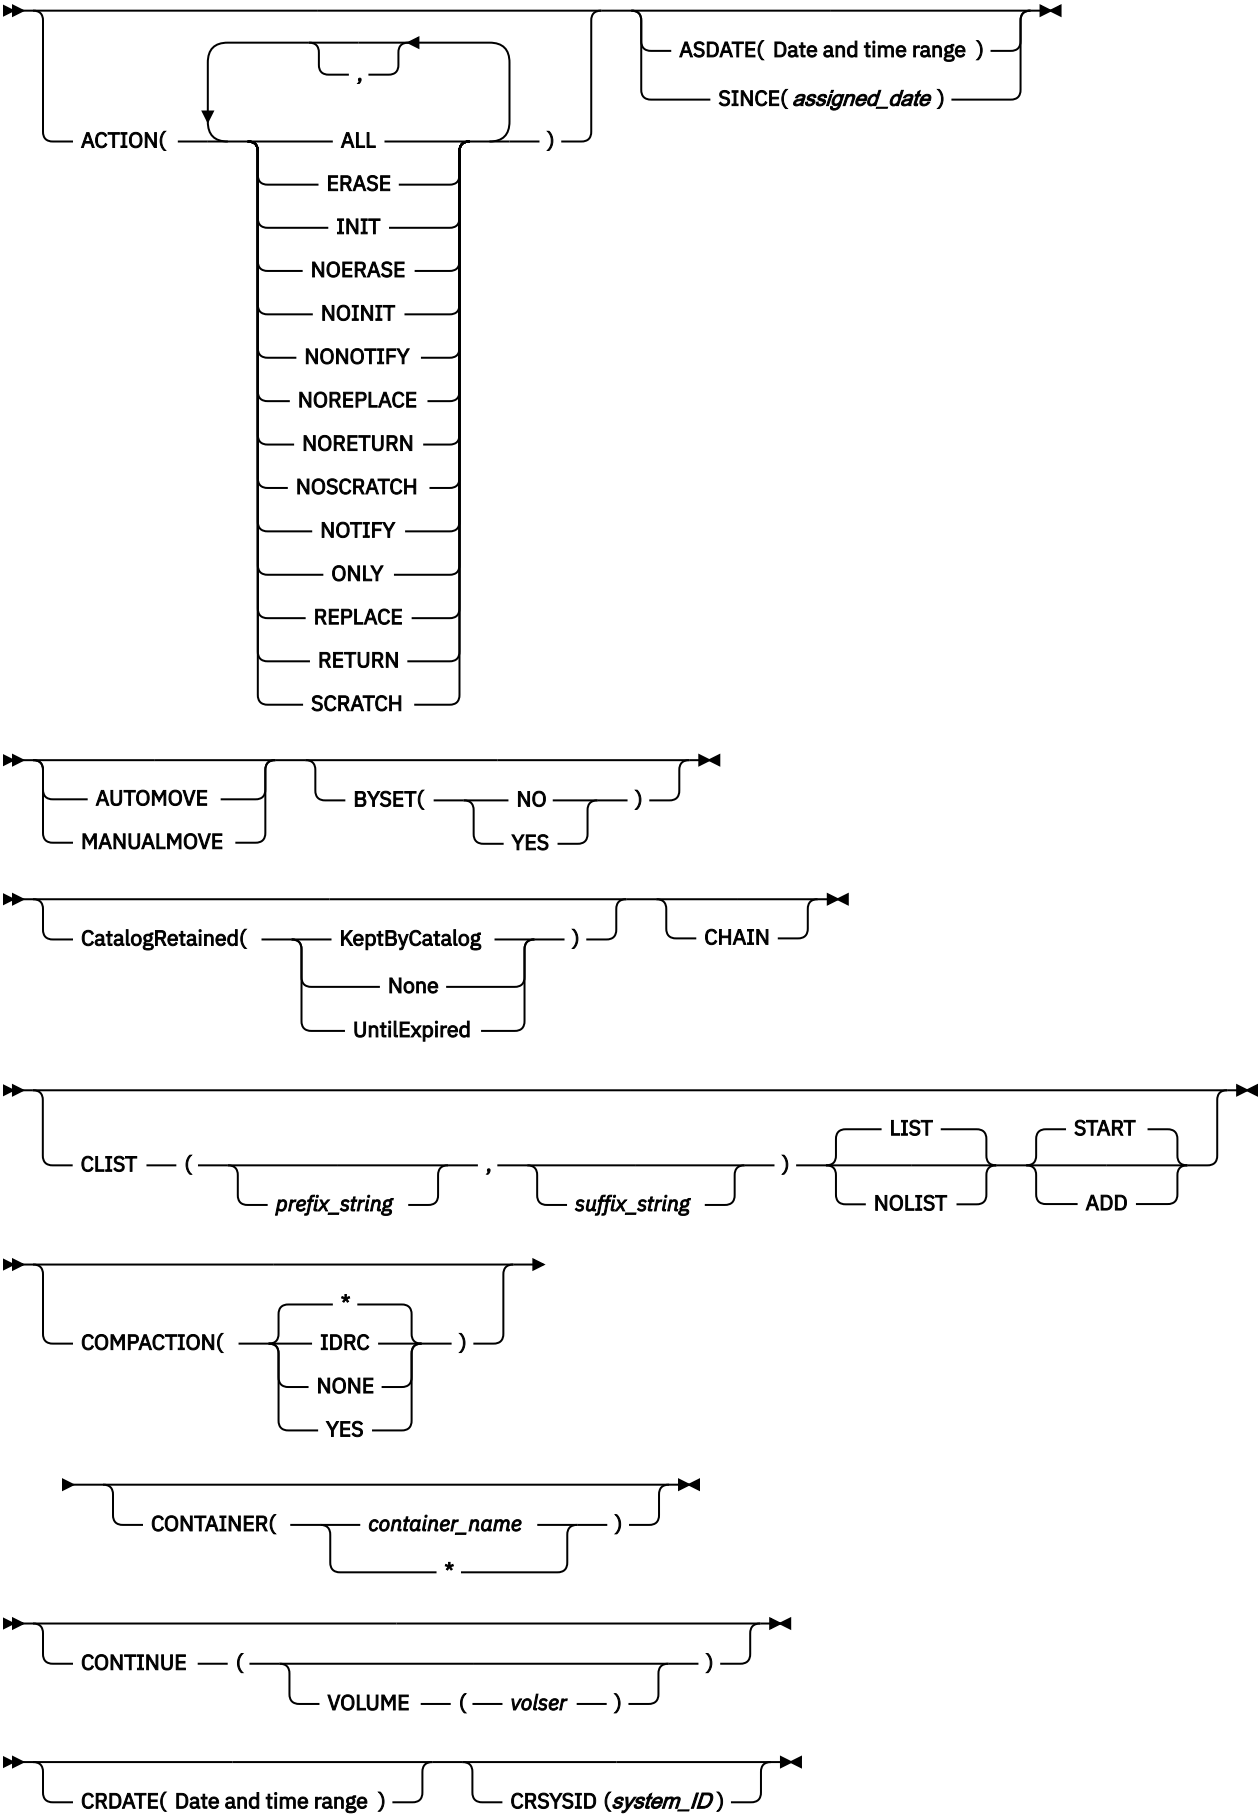 ASDATE( Date and time range )
,
SINCE( assigned_date )
ACTION( ALL )
ERASE
INIT
NOERASE
NOINIT
NONOTIFY
NOREPLACE
NORETURN
NOSCRATCH
NOTIFY
ONLY
REPLACE
RETURN
SCRATCH
AUTOMOVE BYSET( NO )
MANUALMOVE YES
CatalogRetained( KeptByCatalog ) CHAIN
None
UntilExpired
LIST START
CLIST ( , )
prefix_string suffix_string NOLIST ADD
*
COMPACTION( IDRC )
NONE
YES
CONTAINER( container_name )
*
CONTINUE ( )
VOLUME ( volser )
CRDATE( Date and time range ) CRSYSID (system_ID )